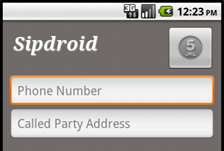 3G
12:23 PM
Sipdroid
5
Phone Number
Called Party Address